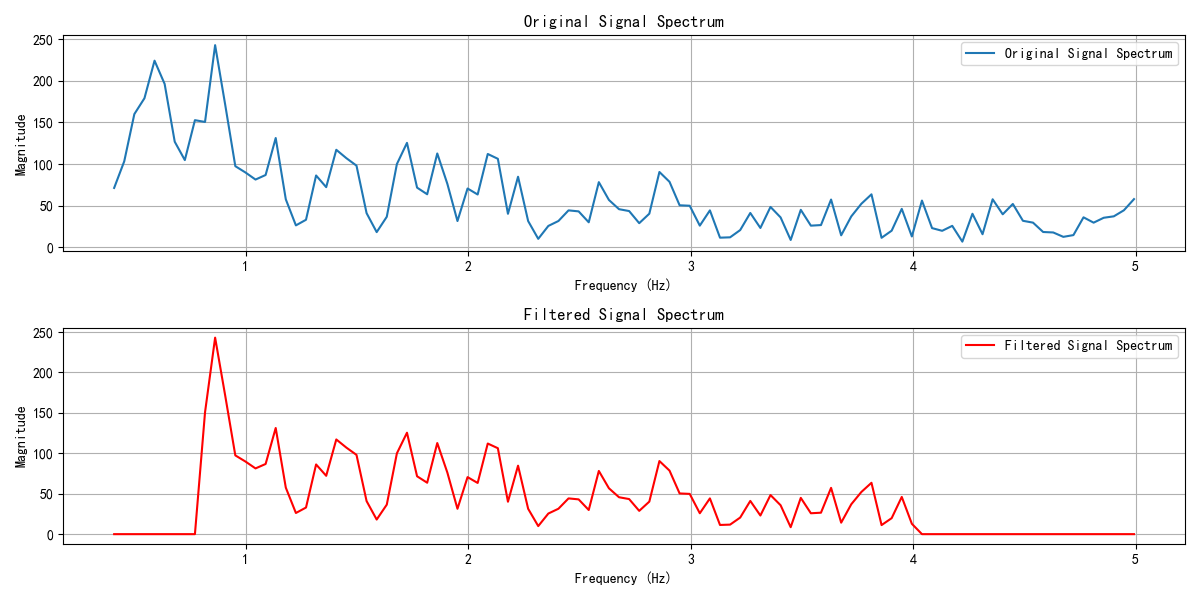 Original Signal Spectrum
250
200
150
100
50
0
Magnitude
Original Signal Spectrum
1
2
3
4
5
Frequency (Hz)
Filtered Signal Spectrum
250
200
150
100
50
0
Magnitude
Filtered Signal Spectrum
1
2
3
4
5
Frequency (Hz)